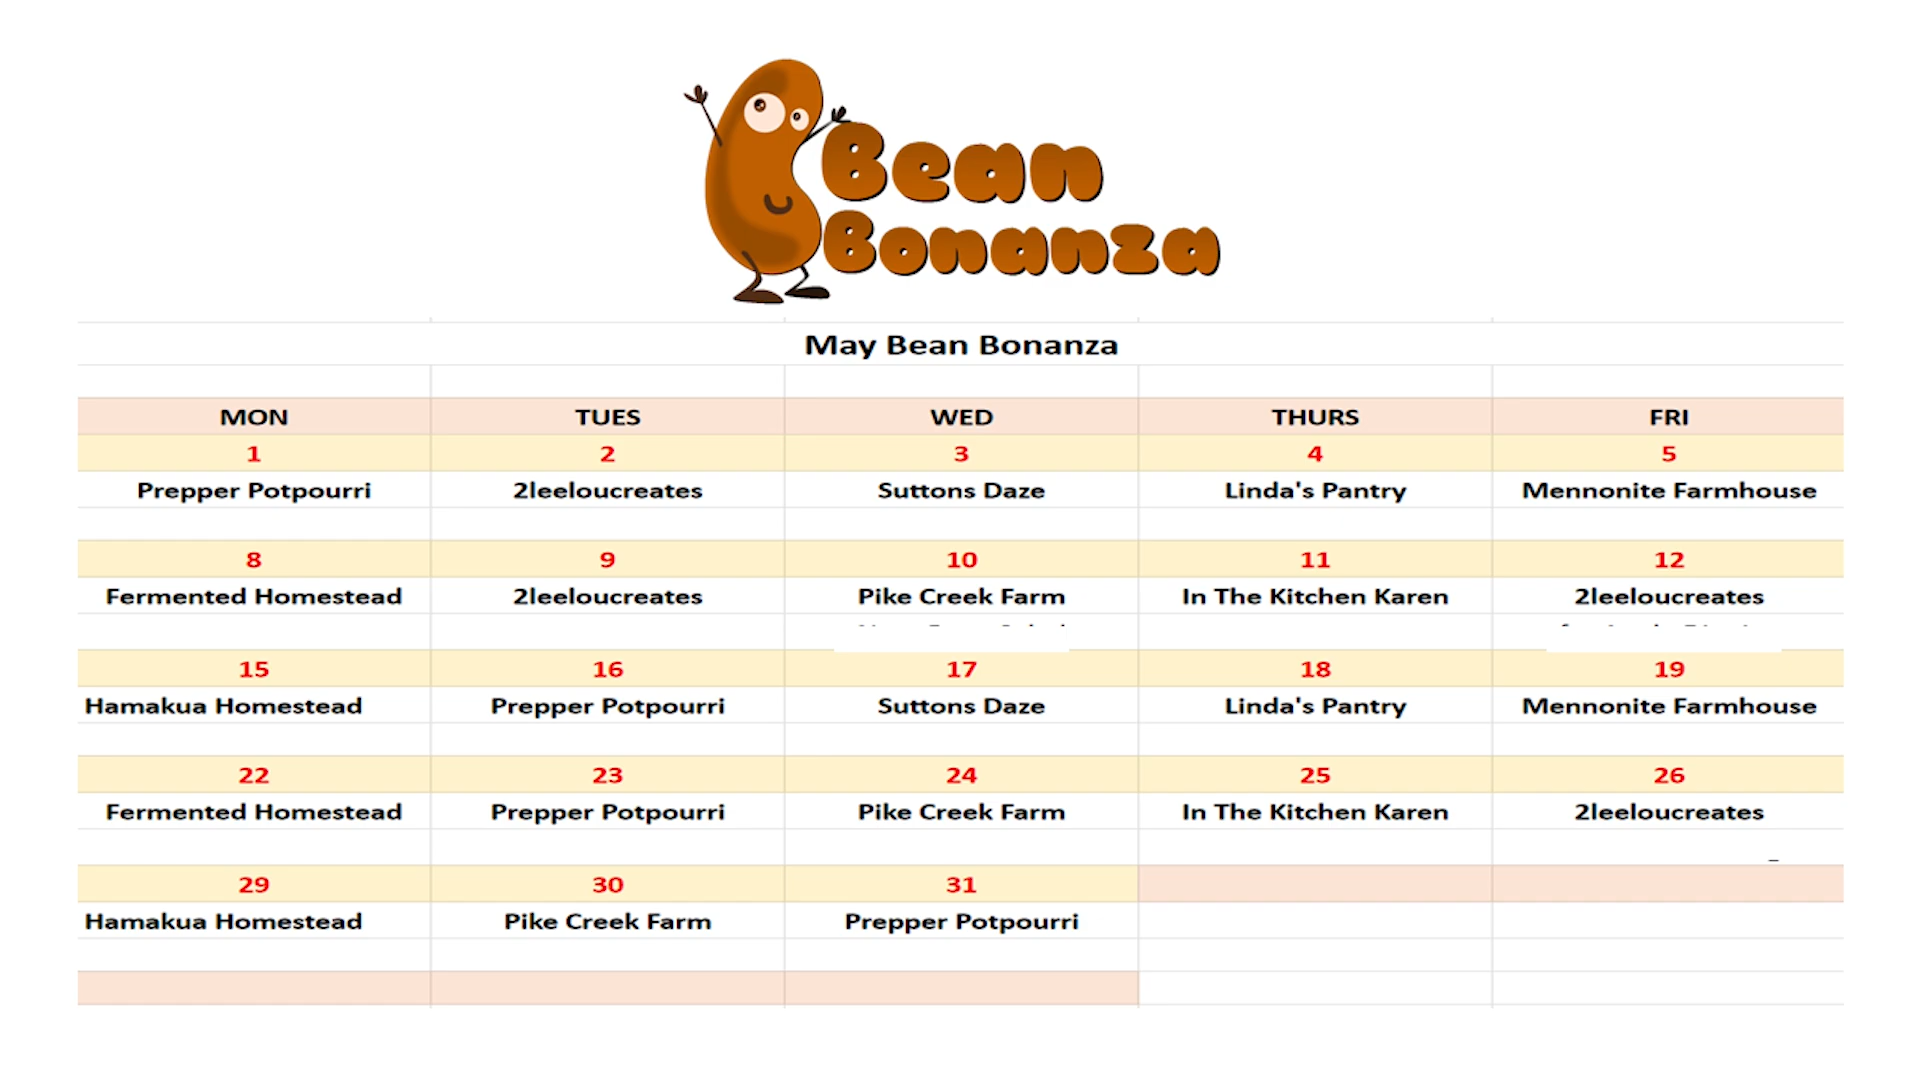 Bean
Bonanza
May Bean Bonanza
MON TUES WED THURS FRI
1 2 3 4 5
Prepper Potpourri 2leeloucreates Suttons Daze Linda's Pantry Mennonite Farmhouse
8 9 10 11 12
Fermented Homestead 2leeloucreates Pike Creek Farm In The Kitchen Karen 2leeloucreates
15 16 17 18 19
Hamakua Homestead Prepper Potpourri Suttons Daze Linda's Pantry Mennonite Farmhouse
22 23 24 25 26
Fermented Homestead Prepper Potpourri Pike Creek Farm In The Kitchen Karen 2leeloucreates
29 30 31
Hamakua Homestead Pike Creek Farm Prepper Potpourri